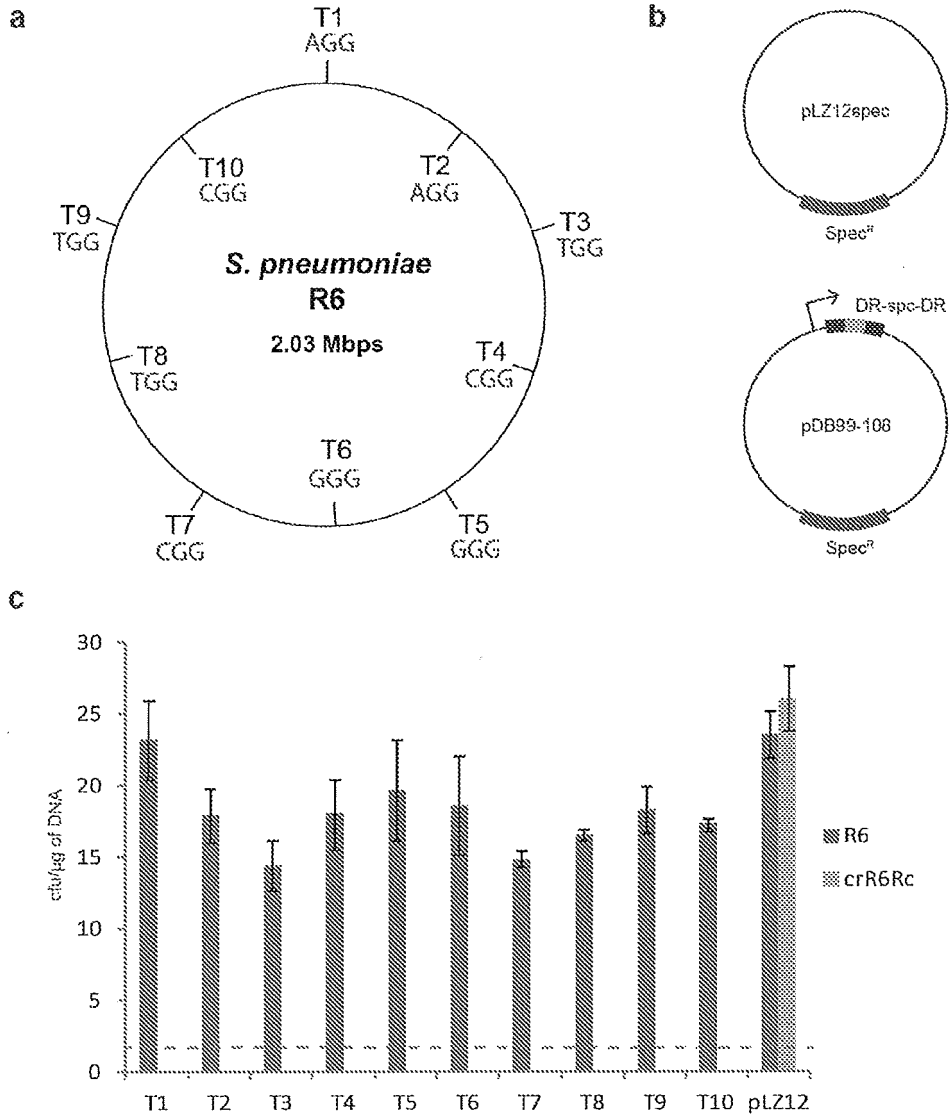 a
T1
AGG
T10
CGG
T2
AGG
T9
TGG
T3
TGG
S. pneumoniae
R6
2.03 Mbps
T8
TGG
T4
CGG
T6
GGG
T7
CGG
T5
GGG
b
pLZ12spec
Spec^R
DR-spc-DR
pDB99-108
Spec^R
c
cfu/µg of DNA
30
25
20
15
10
5
0
T1 T2 T3 T4 T5 T6 T7 T8 T9 T10 pLZ12
R6
crR6Rc